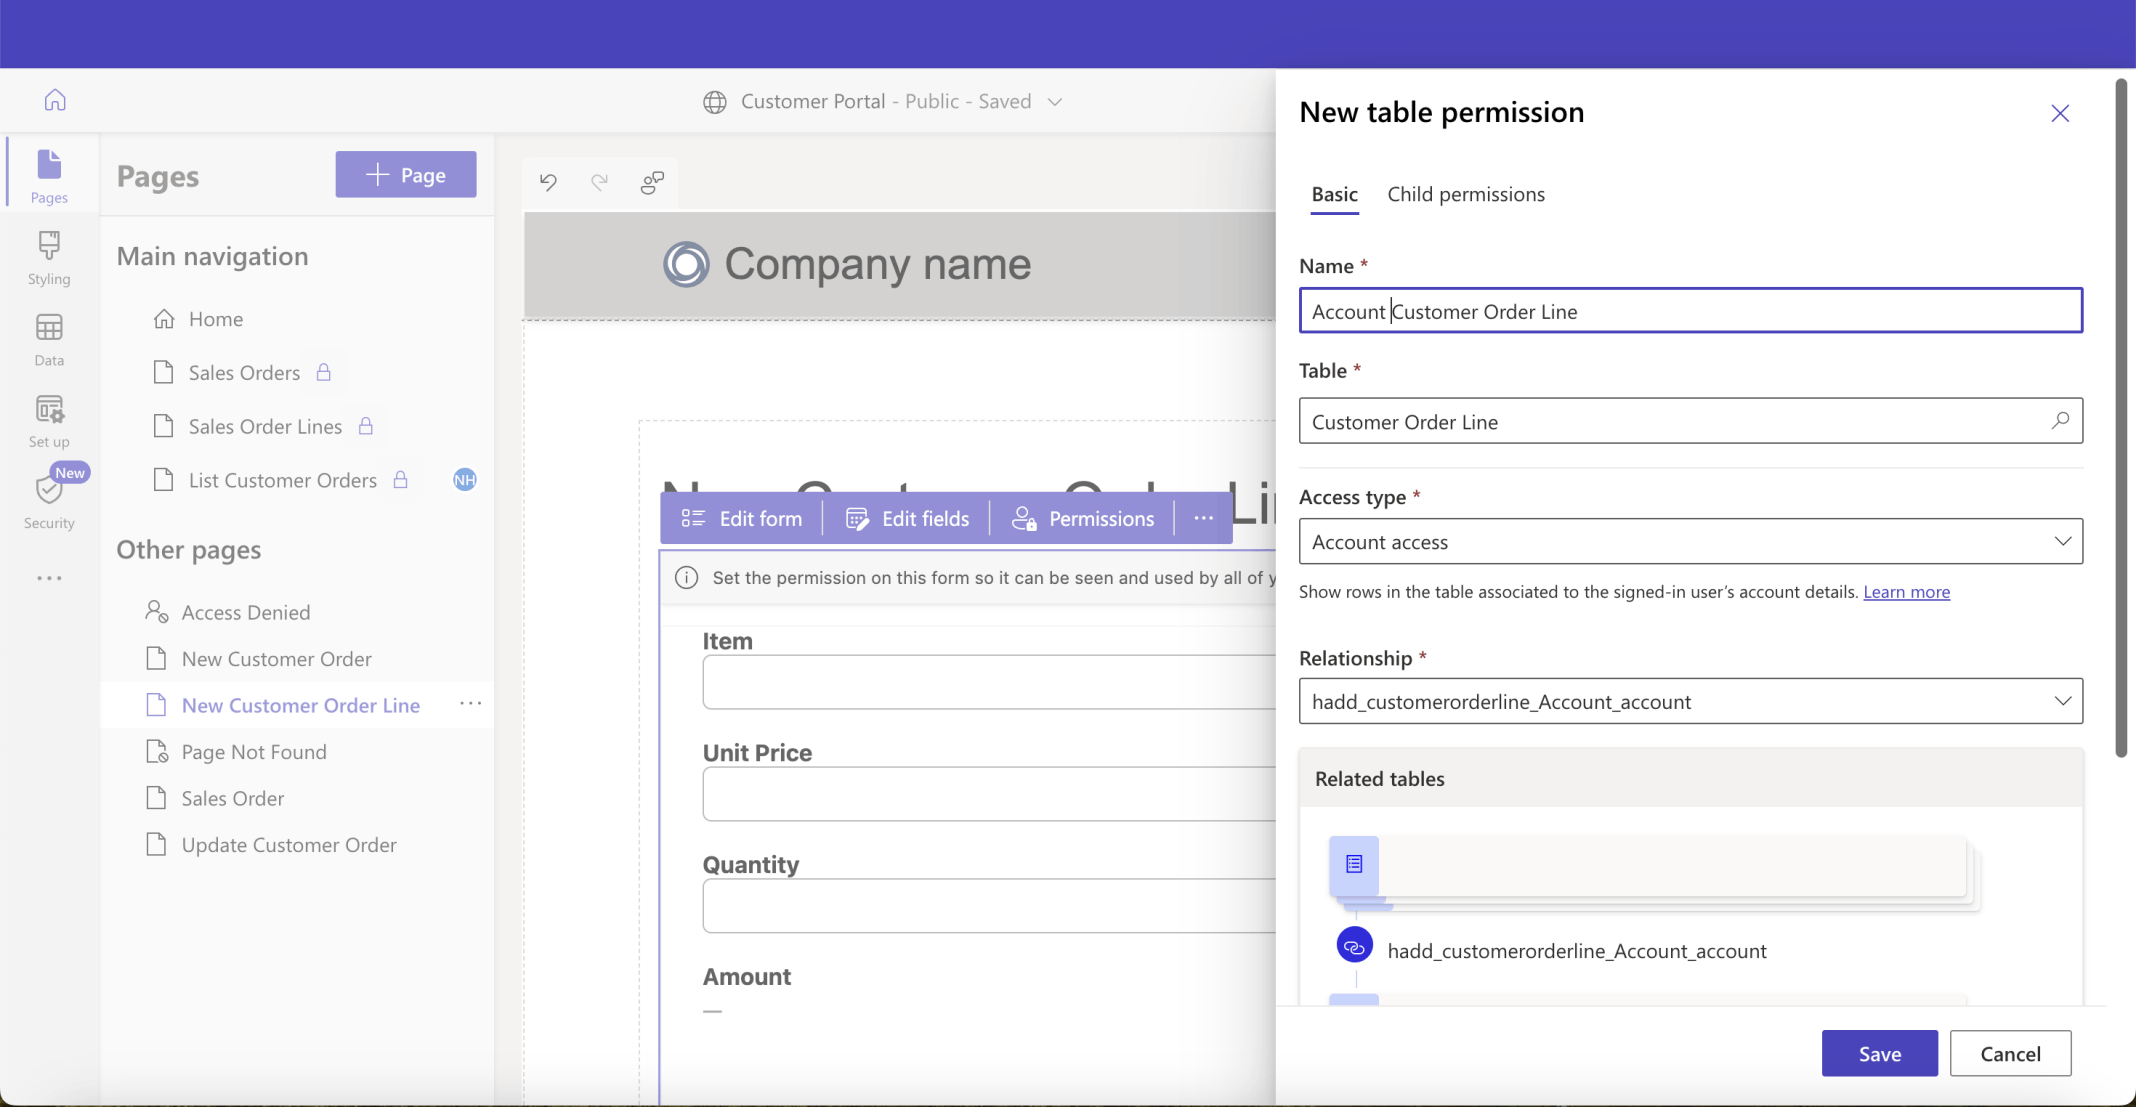 Customer Portal - Public - Saved
Pages
Styling
Data
Set up
New
Security
Pages
Page
Main navigation
Home
Sales Orders
Sales Order Lines
List Customer Orders
NH
Other pages
Access Denied
New Customer Order
New Customer Order Line
Page Not Found
Sales Order
Update Customer Order
Company name
Edit form
Edit fields
Permissions
Set the permission on this form so it can be seen and used by all of y
Item
Unit Price
Quantity
Amount
—
New table permission
Basic
Child permissions
Name *
Account Customer Order Line
Table *
Customer Order Line
Access type *
Account access
Show rows in the table associated to the signed-in user’s account details. Learn more
Relationship *
hadd_customerorderline_Account_account
Related tables
hadd_customerorderline_Account_account
Save
Cancel